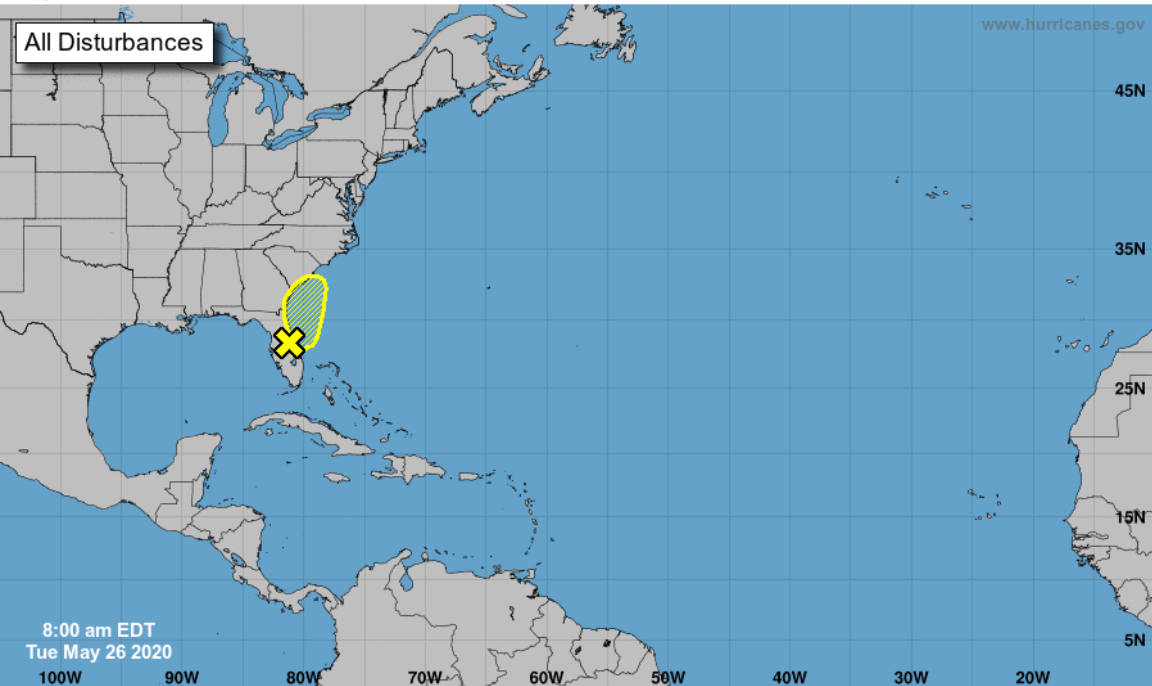 All Disturbances
www.hurricanes.gov
45N
35N
25N
15N
5N
8:00 am EDT
Tue May 26 2020
100W 90W 80W 70W 60W 50W 40W 30W 20W